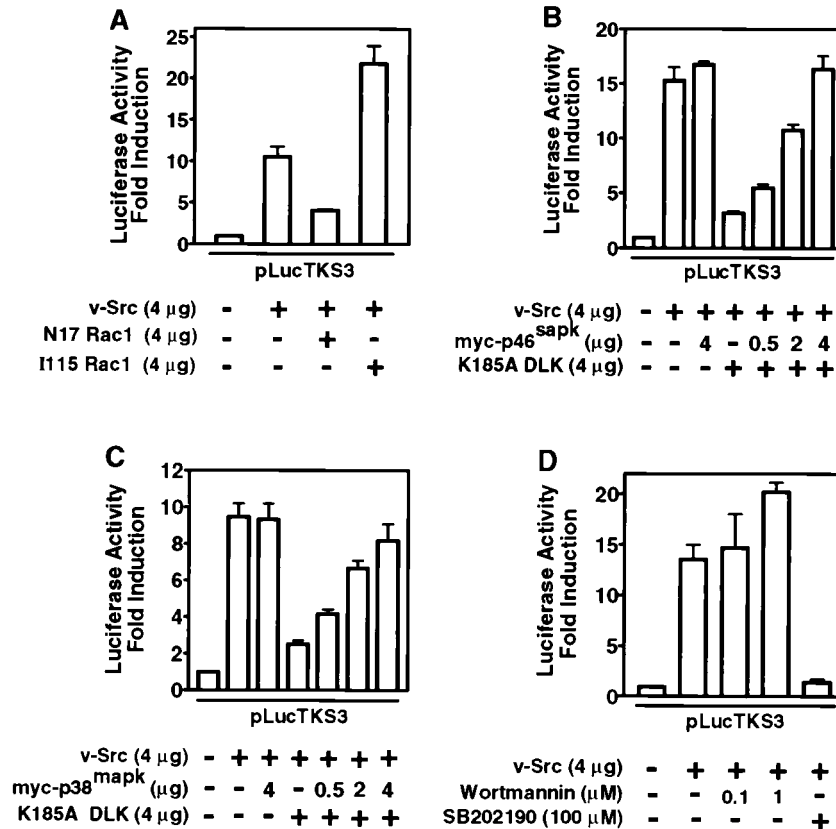 A
Luciferase Activity
Fold Induction
25
20
15
10
5
0
pLucTKS3
v-Src (4 µg) - + + +
N17 Rac1 (4 µg) - - + -
I115 Rac1 (4 µg) - - - +
B
Luciferase Activity
Fold Induction
20
15
10
5
0
pLucTKS3
v-Src (4 µg) - + + + + + +
myc-p46sapk (µg) - - 4 - 0.5 2 4
K185A DLK (4 µg) - - - + + + +
C
Luciferase Activity
Fold Induction
12
10
8
6
4
2
0
pLucTKS3
v-Src (4 µg) - + + + + + +
myc-p38mapk (µg) - - 4 - 0.5 2 4
K185A DLK (4 µg) - - - + + + +
D
Luciferase Activity
Fold Induction
20
15
10
5
0
pLucTKS3
v-Src (4 µg) - + + + +
Wortmannin (µM) - - 0.1 1 -
SB202190 (100 µM) - - - - +